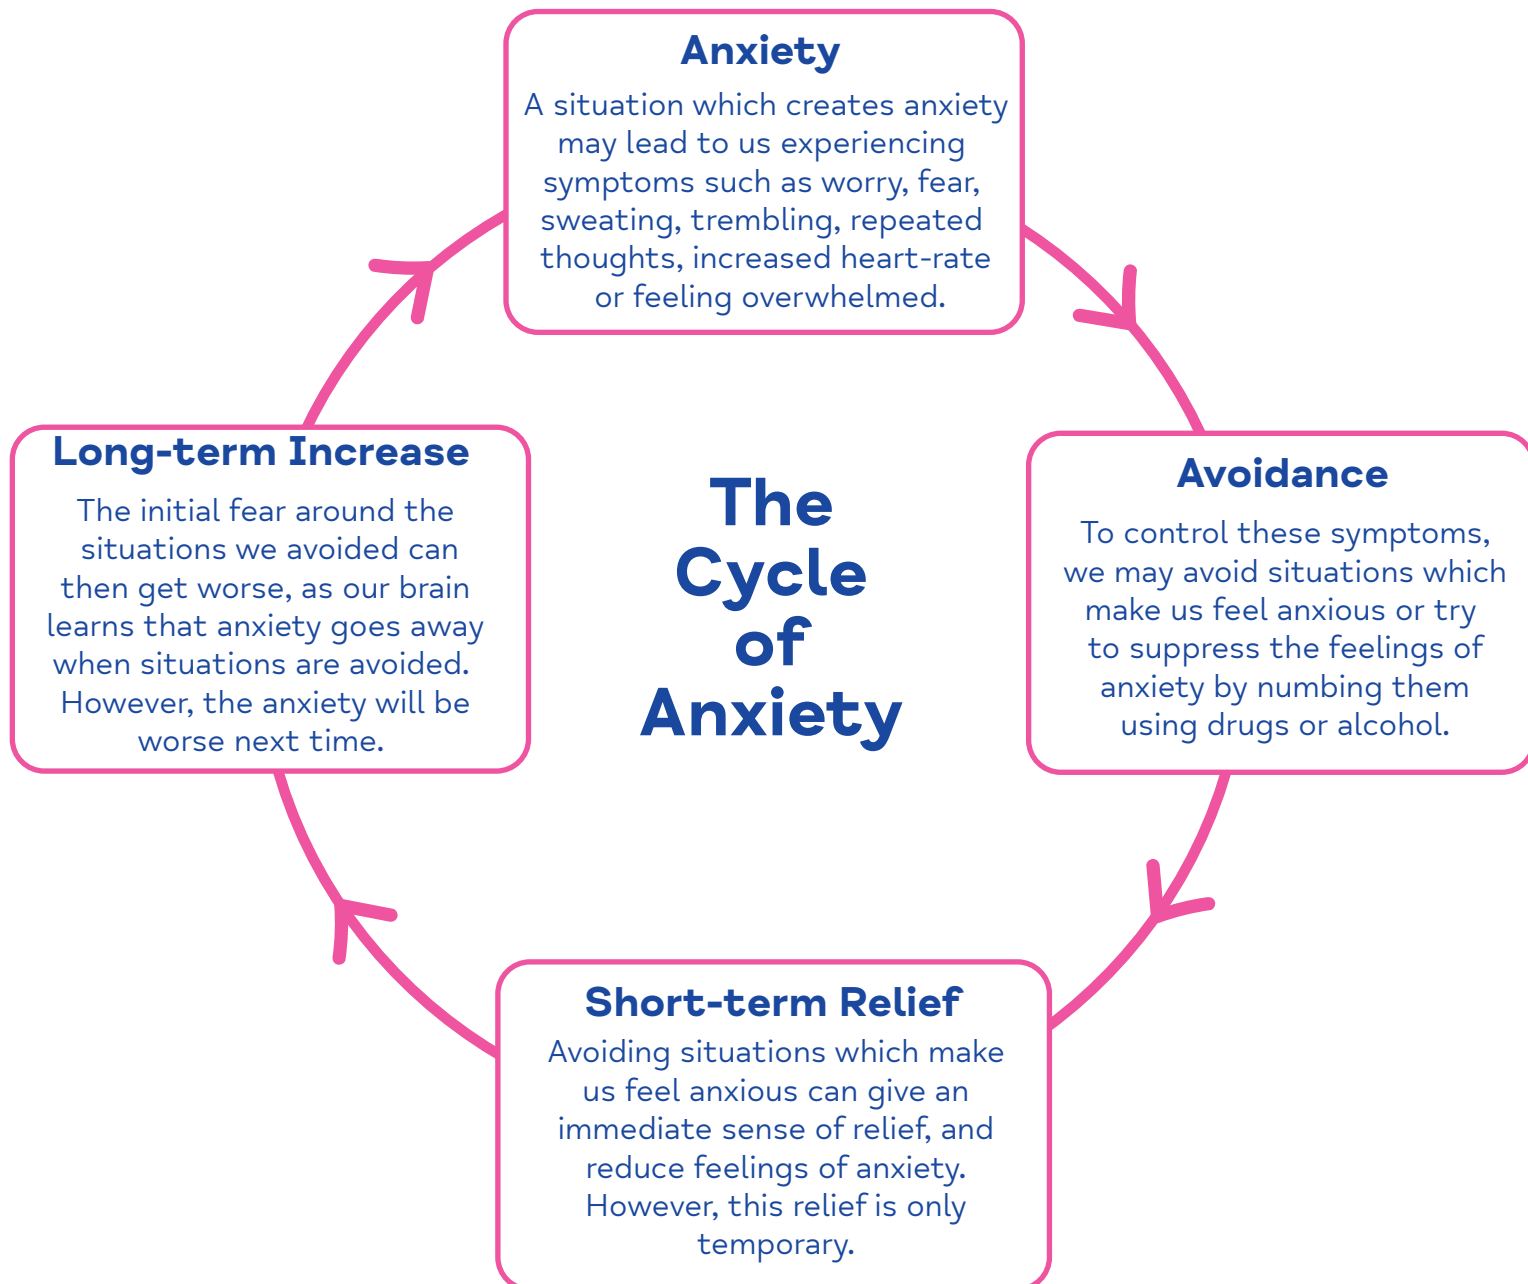 Anxiety
A situation which creates anxiety
may lead to us experiencing
symptoms such as worry, fear,
sweating, trembling, repeated
thoughts, increased heart-rate
or feeling overwhelmed.
Avoidance
To control these symptoms,
we may avoid situations which
make us feel anxious or try
to suppress the feelings of
anxiety by numbing them
using drugs or alcohol.
Short-term Relief
Avoiding situations which make
us feel anxious can give an
immediate sense of relief, and
reduce feelings of anxiety.
However, this relief is only
temporary.
Long-term Increase
The initial fear around the
situations we avoided can
then get worse, as our brain
learns that anxiety goes away
when situations are avoided.
However, the anxiety will be
worse next time.
The
Cycle
of
Anxiety